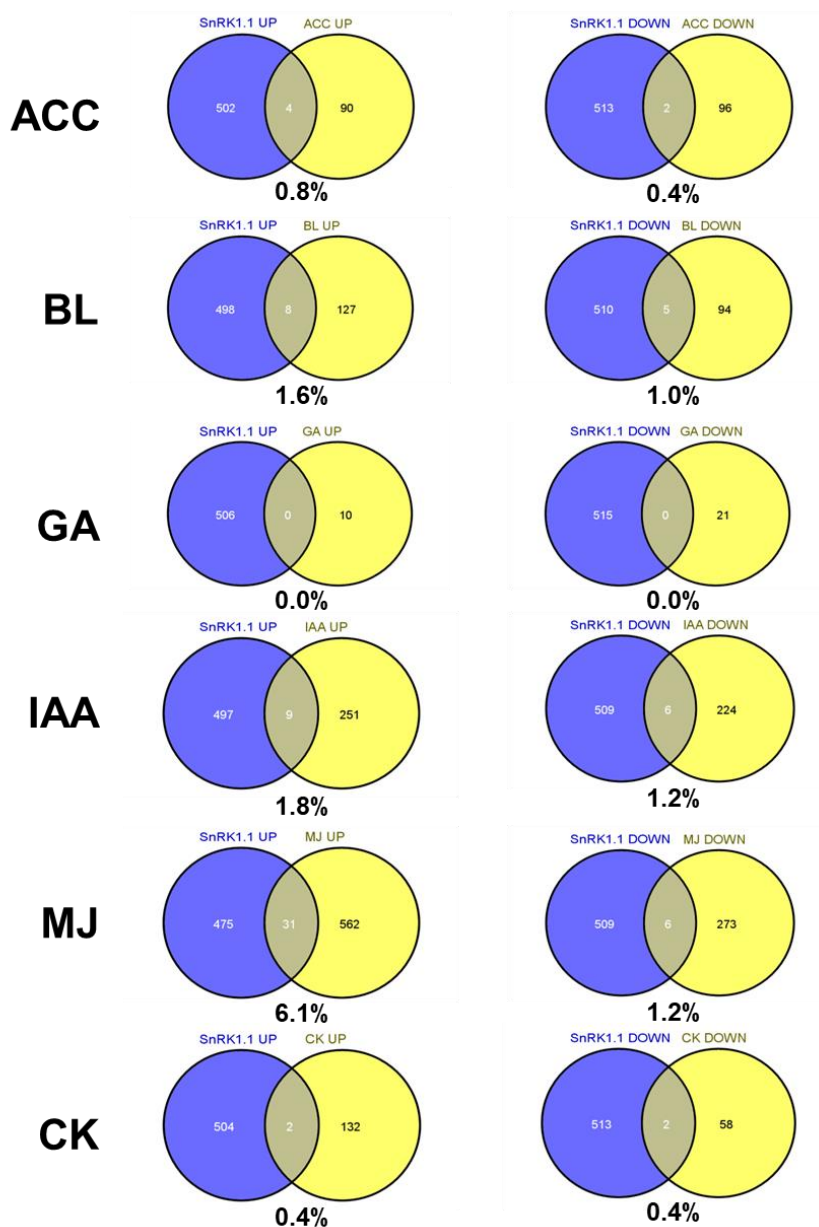 SnRK1.1 UP ACC UP SnRK1.1 DOWN ACC DOWN
ACC 502 4 90 513 2 96
0.8% 0.4%
SnRK1.1 UP BL UP SnRK1.1 DOWN BL DOWN
BL 498 8 127 510 5 94
1.6% 1.0%
SnRK1.1 UP GA UP SnRK1.1 DOWN GA DOWN
GA 506 0 10 515 0 21
0.0% 0.0%
SnRK1.1 UP IAA UP SnRK1.1 DOWN IAA DOWN
IAA 497 9 251 509 6 224
1.8% 1.2%
SnRK1.1 UP MJ UP SnRK1.1 DOWN MJ DOWN
MJ 475 31 562 509 6 273
6.1% 1.2%
SnRK1.1 UP CK UP SnRK1.1 DOWN CK DOWN
CK 504 2 132 513 2 58
0.4% 0.4%